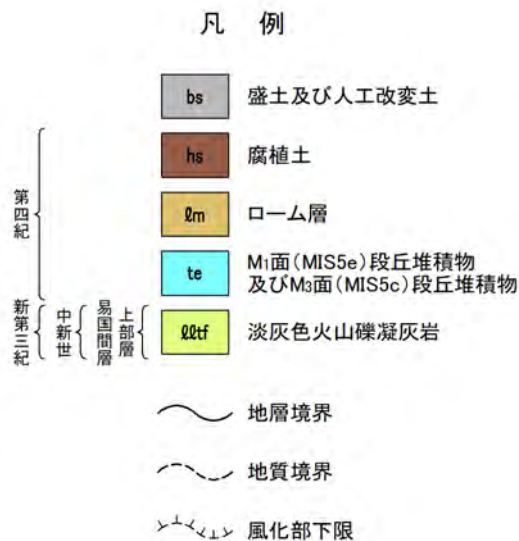 凡 例
bs 盛土及び人工改変土
hs 腐植土
第四紀
ℓm ローム層
te M₁面(MIS5e)段丘堆積物
及びM₃面(MIS5c)段丘堆積物
新第三紀 中新世 易国間層 上部層 ℓℓtf 淡灰色火山礫凝灰岩
地層境界
地質境界
風化部下限